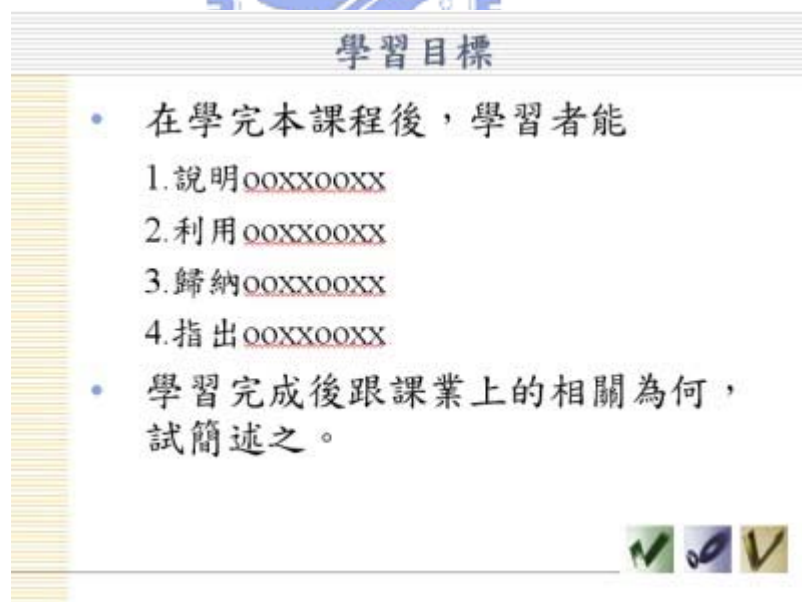 學習目標
• 在學完本課程後，學習者能
1.說明ooxxooxx
2.利用ooxxooxx
3.歸納ooxxooxx
4.指出ooxxooxx
• 學習完成後跟課業上的相關為何，
試簡述之。